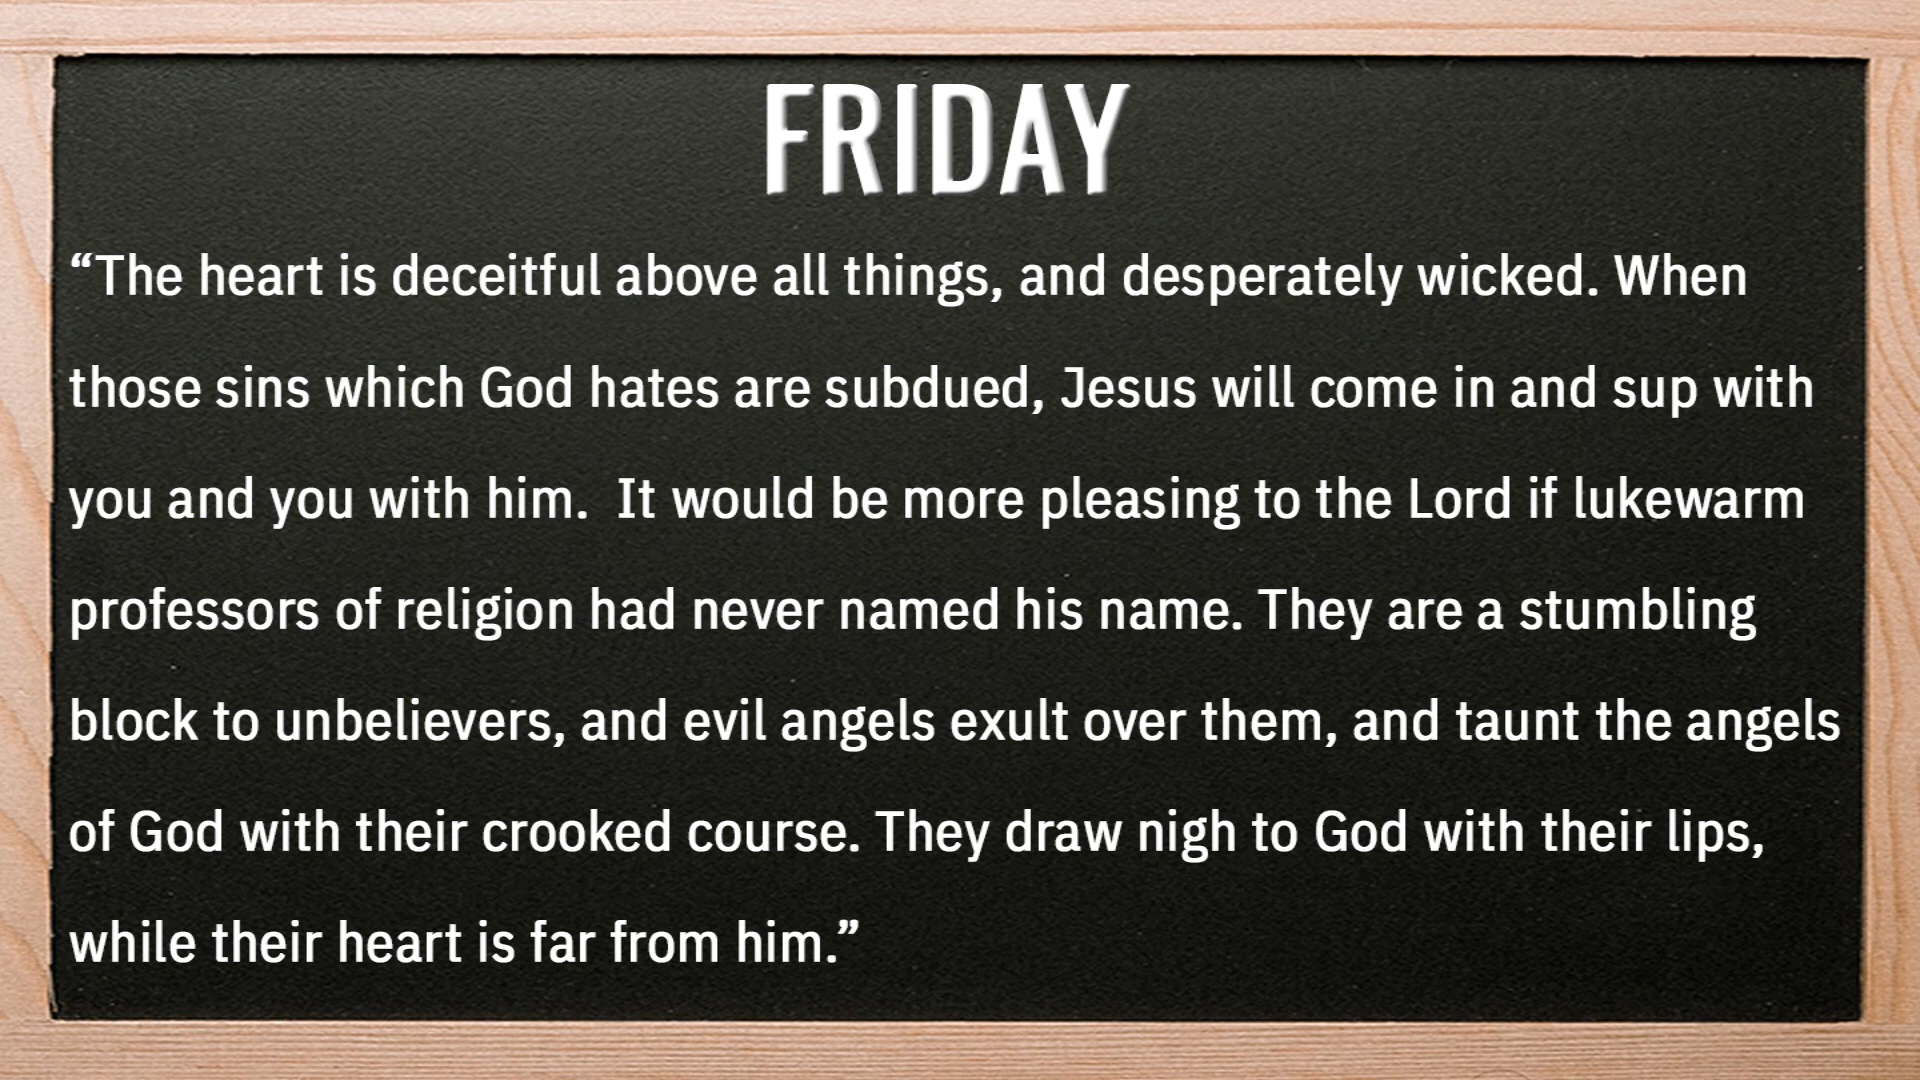 FRIDAY
“The heart is deceitful above all things, and desperately wicked. When
those sins which God hates are subdued, Jesus will come in and sup with
you and you with him.  It would be more pleasing to the Lord if lukewarm
professors of religion had never named his name. They are a stumbling
block to unbelievers, and evil angels exult over them, and taunt the angels
of God with their crooked course. They draw nigh to God with their lips,
while their heart is far from him.”